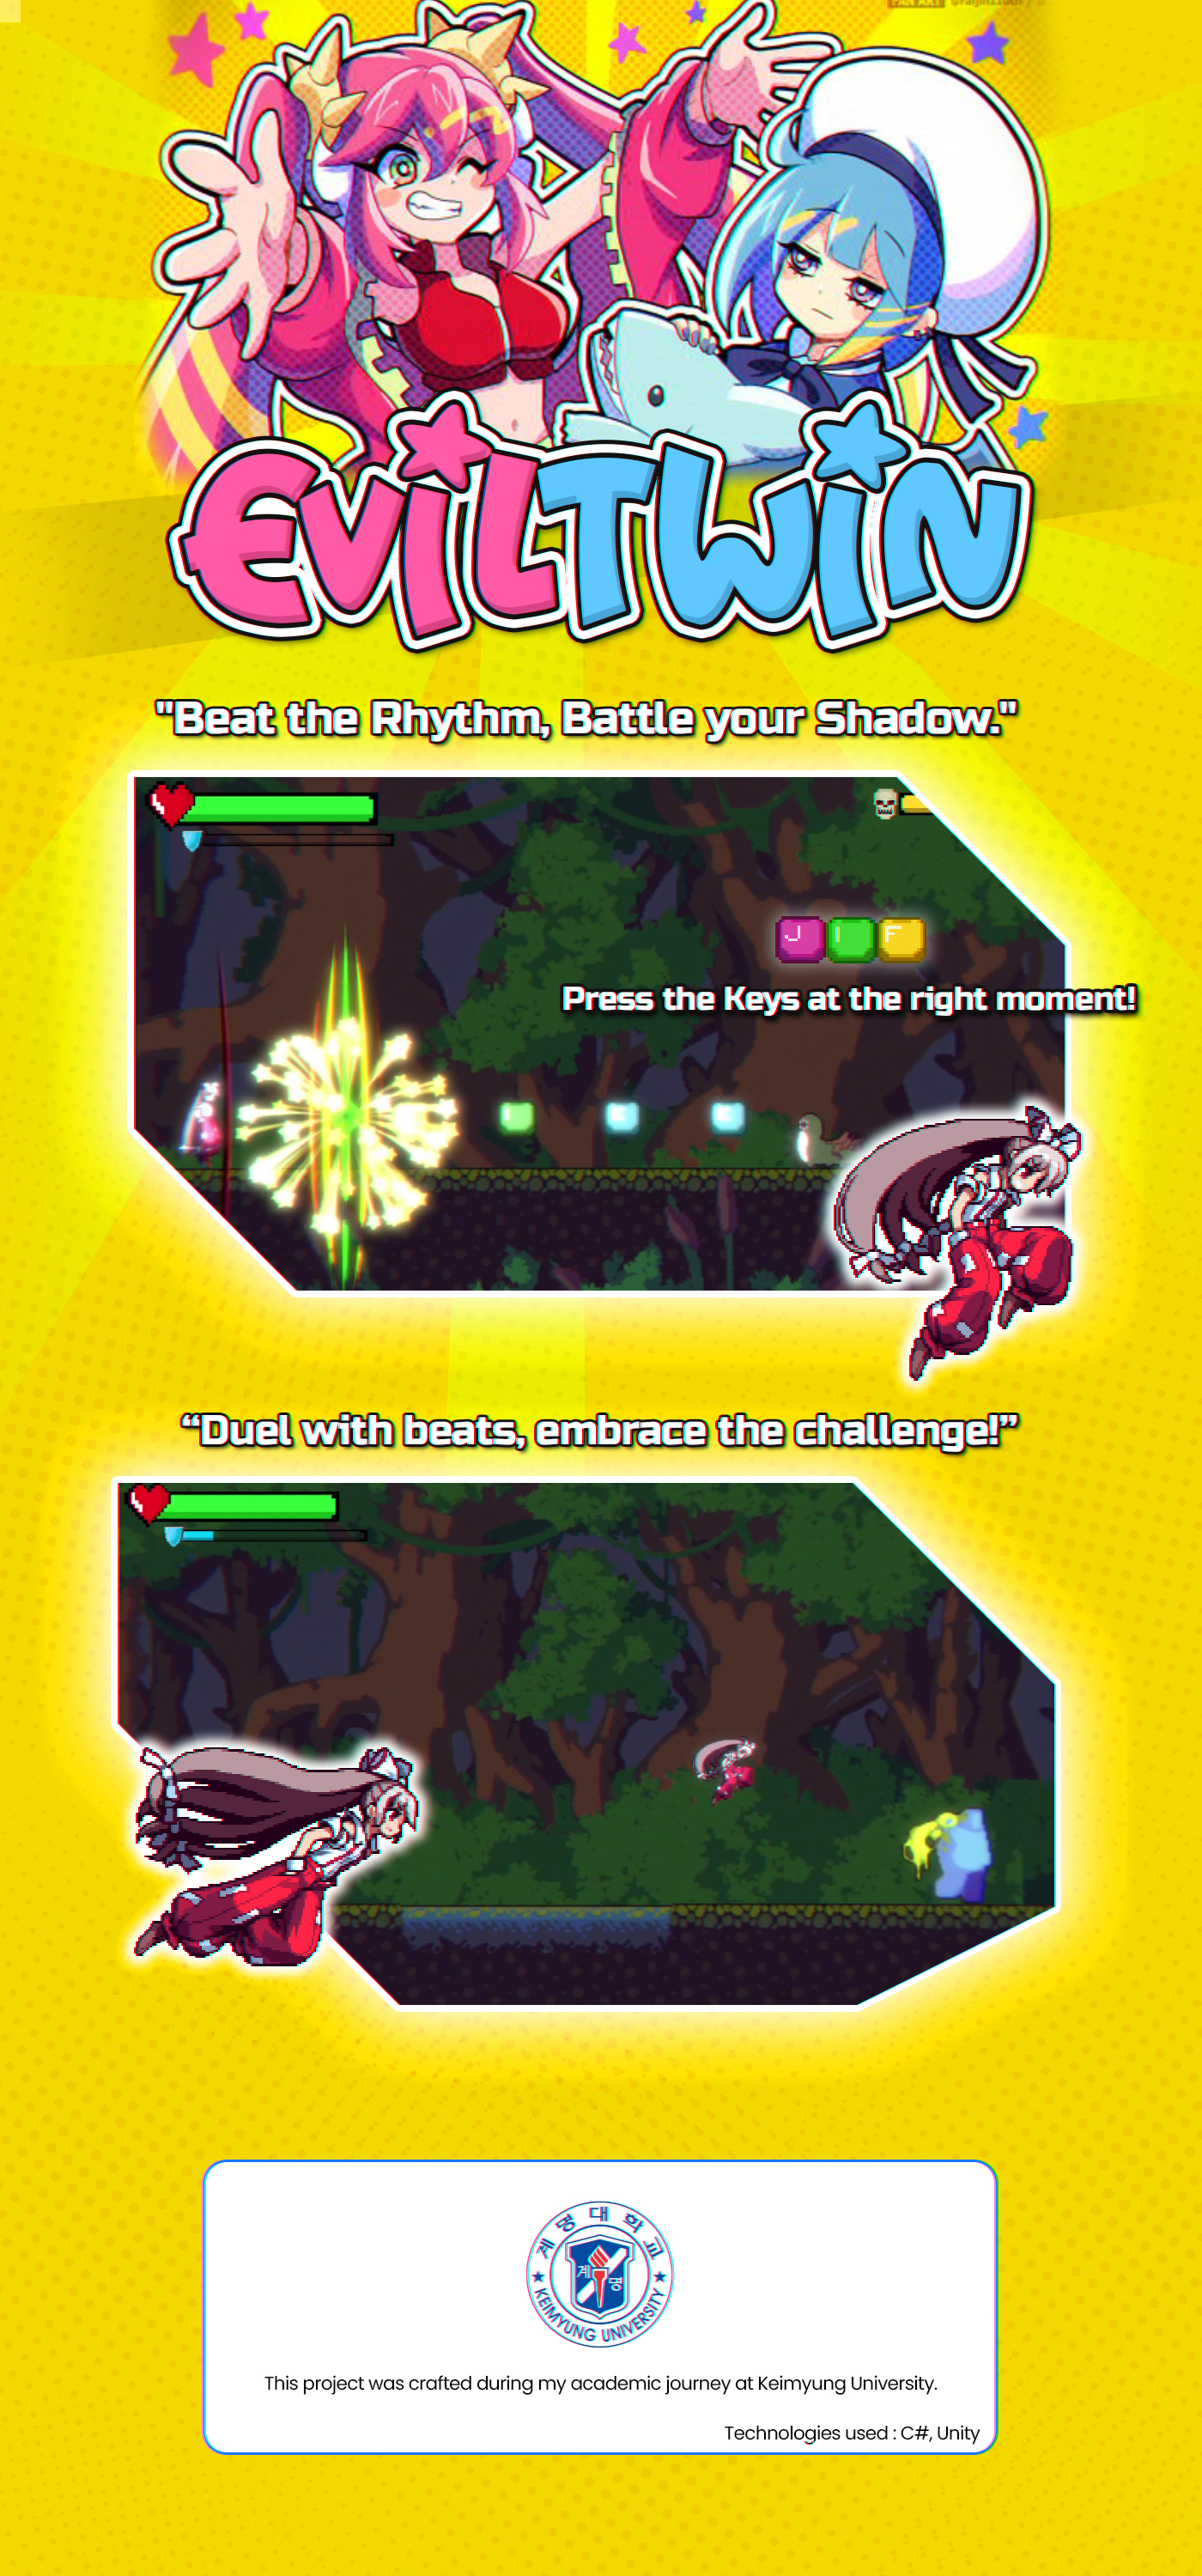 FAN ART
EVILTWIN
"Beat the Rhythm, Battle your Shadow."
J I F
Press the Keys at the right moment!
“Duel with beats, embrace the challenge!”
계명대학교
계명
KEIMYUNG UNIVERSITY
This project was crafted during my academic journey at Keimyung University.
Technologies used : C#, Unity